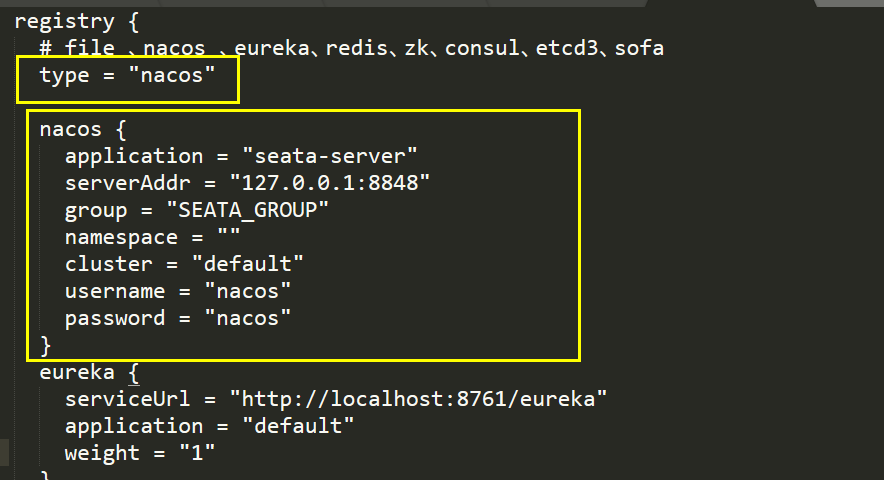 registry {
# file 、nacos 、eureka、redis、zk、consul、etcd3、sofa
type = "nacos"
nacos {
application = "seata-server"
serverAddr = "127.0.0.1:8848"
group = "SEATA_GROUP"
namespace = ""
cluster = "default"
username = "nacos"
password = "nacos"
}
eureka {
serviceUrl = "http://localhost:8761/eureka"
application = "default"
weight = "1"
}